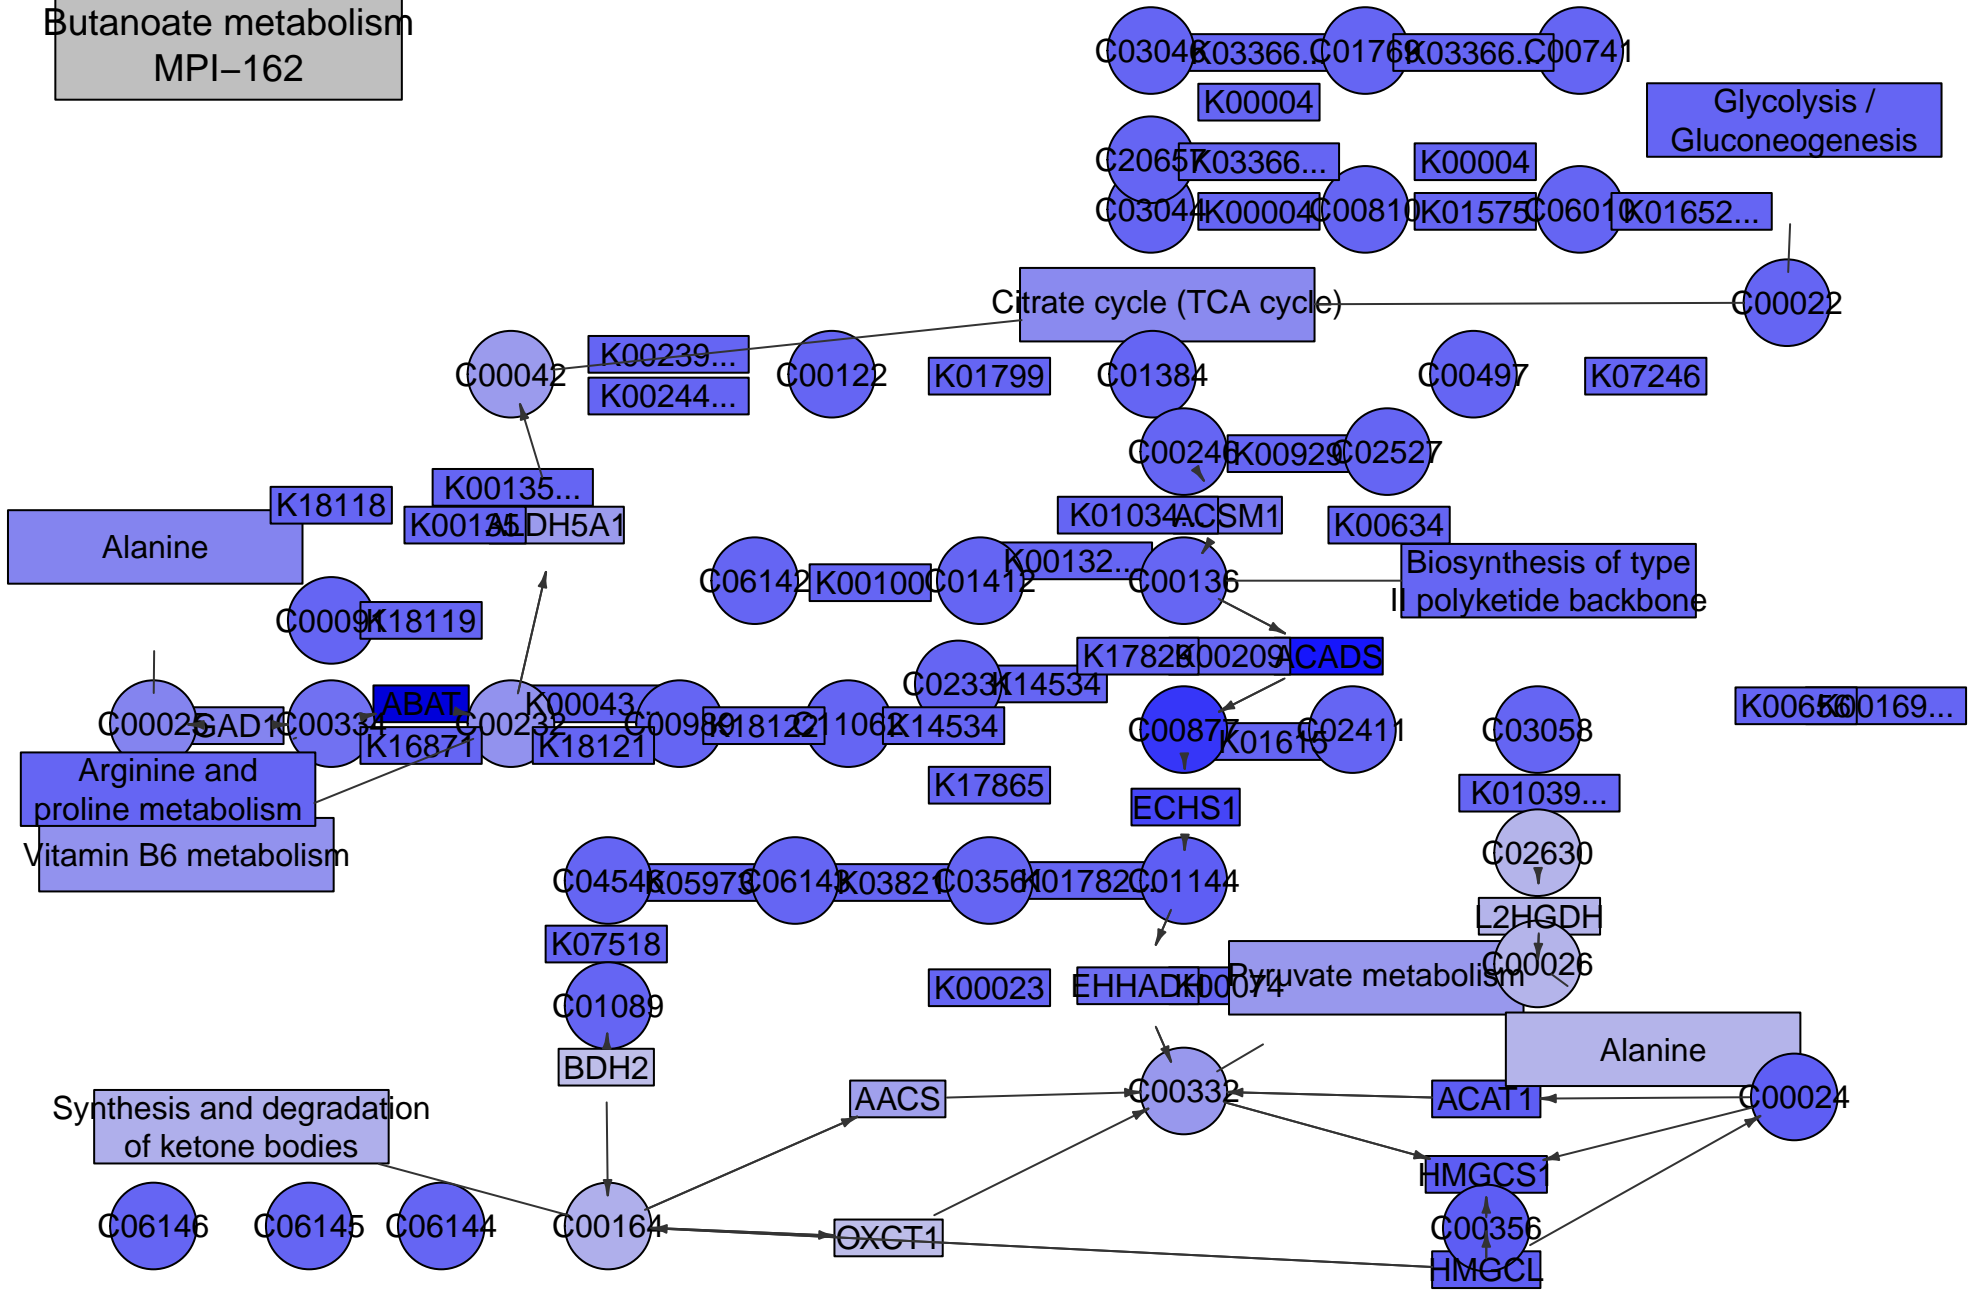 Butanoate metabolism
MPI−162
C03046
K03366...
C01769
K03366...
C00741
K00004
Glycolysis /
Gluconeogenesis
C20657
K03366...
K00004
C03044
K00004
C00810
K01575
C06010
K01652...
Citrate cycle (TCA cycle)
C00022
C00042
K00239...
K00244...
C00122
K01799
C01384
C00497
K07246
C00246
K00929
C02527
K18118
K00135...
K00135
ALDH5A1
K01034...
ACSM1
K00634
Alanine
C06142
K00100
C01412
K00132...
C00136
Biosynthesis of type
II polyketide backbone
C00091
K18119
K17829
K00209
ACADS
C02331
K14534
C00025
GAD1
C00334
ABAT
K16871
C00232
K00043...
K18121
C00989
K18122
C11062
K14534
C00877
K01615
C02411
C03058
K00656
K00169...
Arginine and
proline metabolism
K17865
ECHS1
K01039...
Vitamin B6 metabolism
C02630
C04546
K05973
C06143
K03821
C03561
K01782...
C01144
L2HGDH
K07518
C00026
C01089
K00023
EHHADH
K00074
Pyruvate metabolism
BDH2
Alanine
AACS
C00332
ACAT1
C00024
Synthesis and degradation
of ketone bodies
HMGCS1
C06146
C06145
C06144
C00164
OXCT1
C00356
HMGCL